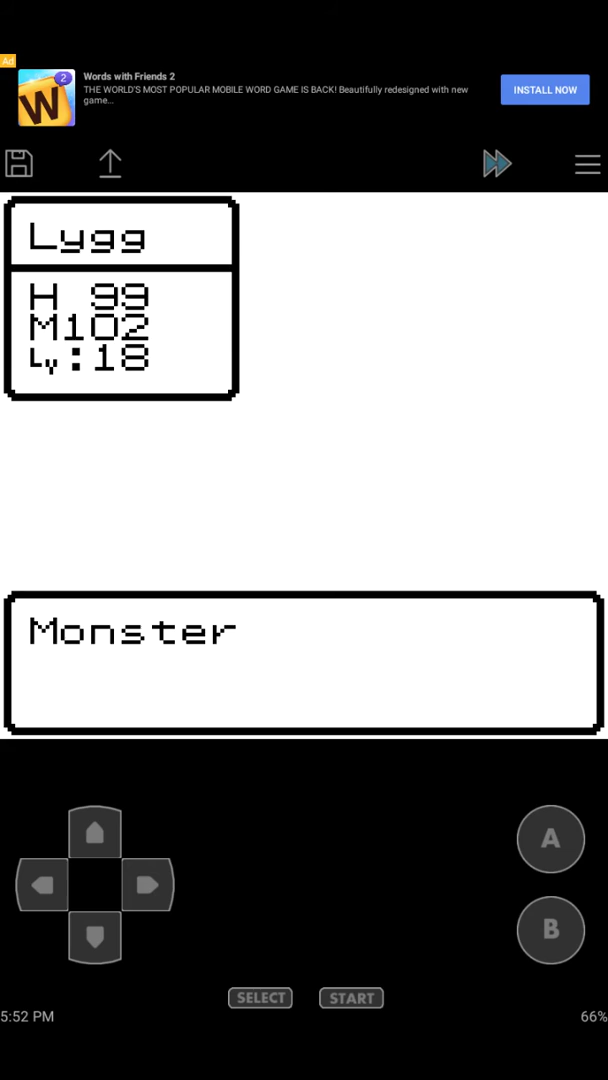 Ad
2
W
Words with Friends 2
THE WORLD'S MOST POPULAR MOBILE WORD GAME IS BACK! Beautifully redesigned with new
game...
INSTALL NOW
Lygg
H 99
M102
Lv:18
Monster
A
B
SELECT
START
5:52 PM
66%